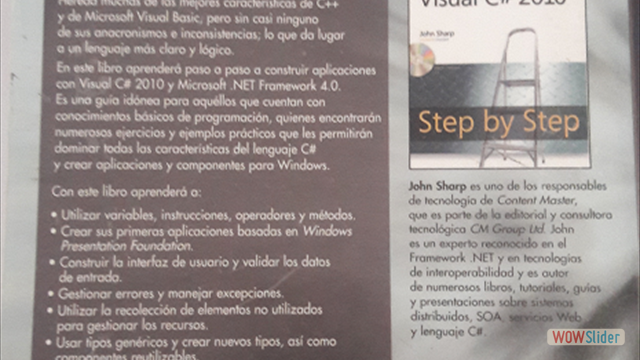 Hereda muchas de las mejores características de C++
y de Microsoft Visual Basic, pero sin casi ninguno
de sus anacronismos e inconsistencias; lo que da lugar
a un lenguaje más claro y lógico.
En este libro aprenderá paso a paso a construir aplicaciones
con Visual C# 2010 y Microsoft .NET Framework 4.0.
Es una guía idónea para aquéllos que cuentan con
conocimientos básicos de programación, quienes encontrarán
numerosos ejercicios y ejemplos prácticos que les permitirán
dominar todas las características del lenguaje C#
y crear aplicaciones y componentes para Windows.
Con este libro aprenderá a:
• Utilizar variables, instrucciones, operadores y métodos.
• Crear sus primeras aplicaciones basadas en Windows
Presentation Foundation.
• Construir la interfaz de usuario y validar los datos
de entrada.
• Gestionar errores y manejar excepciones.
• Utilizar la recolección de elementos no utilizados
para gestionar los recursos.
• Usar tipos genéricos y crear nuevos tipos, así como
componentes reutilizables.
Visual C# 2010
John Sharp
Step by Step
John Sharp es uno de los responsables
de tecnología de Content Master,
que es parte de la editorial y consultora
tecnológica CM Group Ltd. John
es un experto reconocido en el
Framework .NET y en tecnologías
de interoperabilidad y es autor
de numerosos libros, tutoriales, guías
y presentaciones sobre sistemas
distribuidos, SOA, servicios Web
y lenguaje C#.
WOWSlider